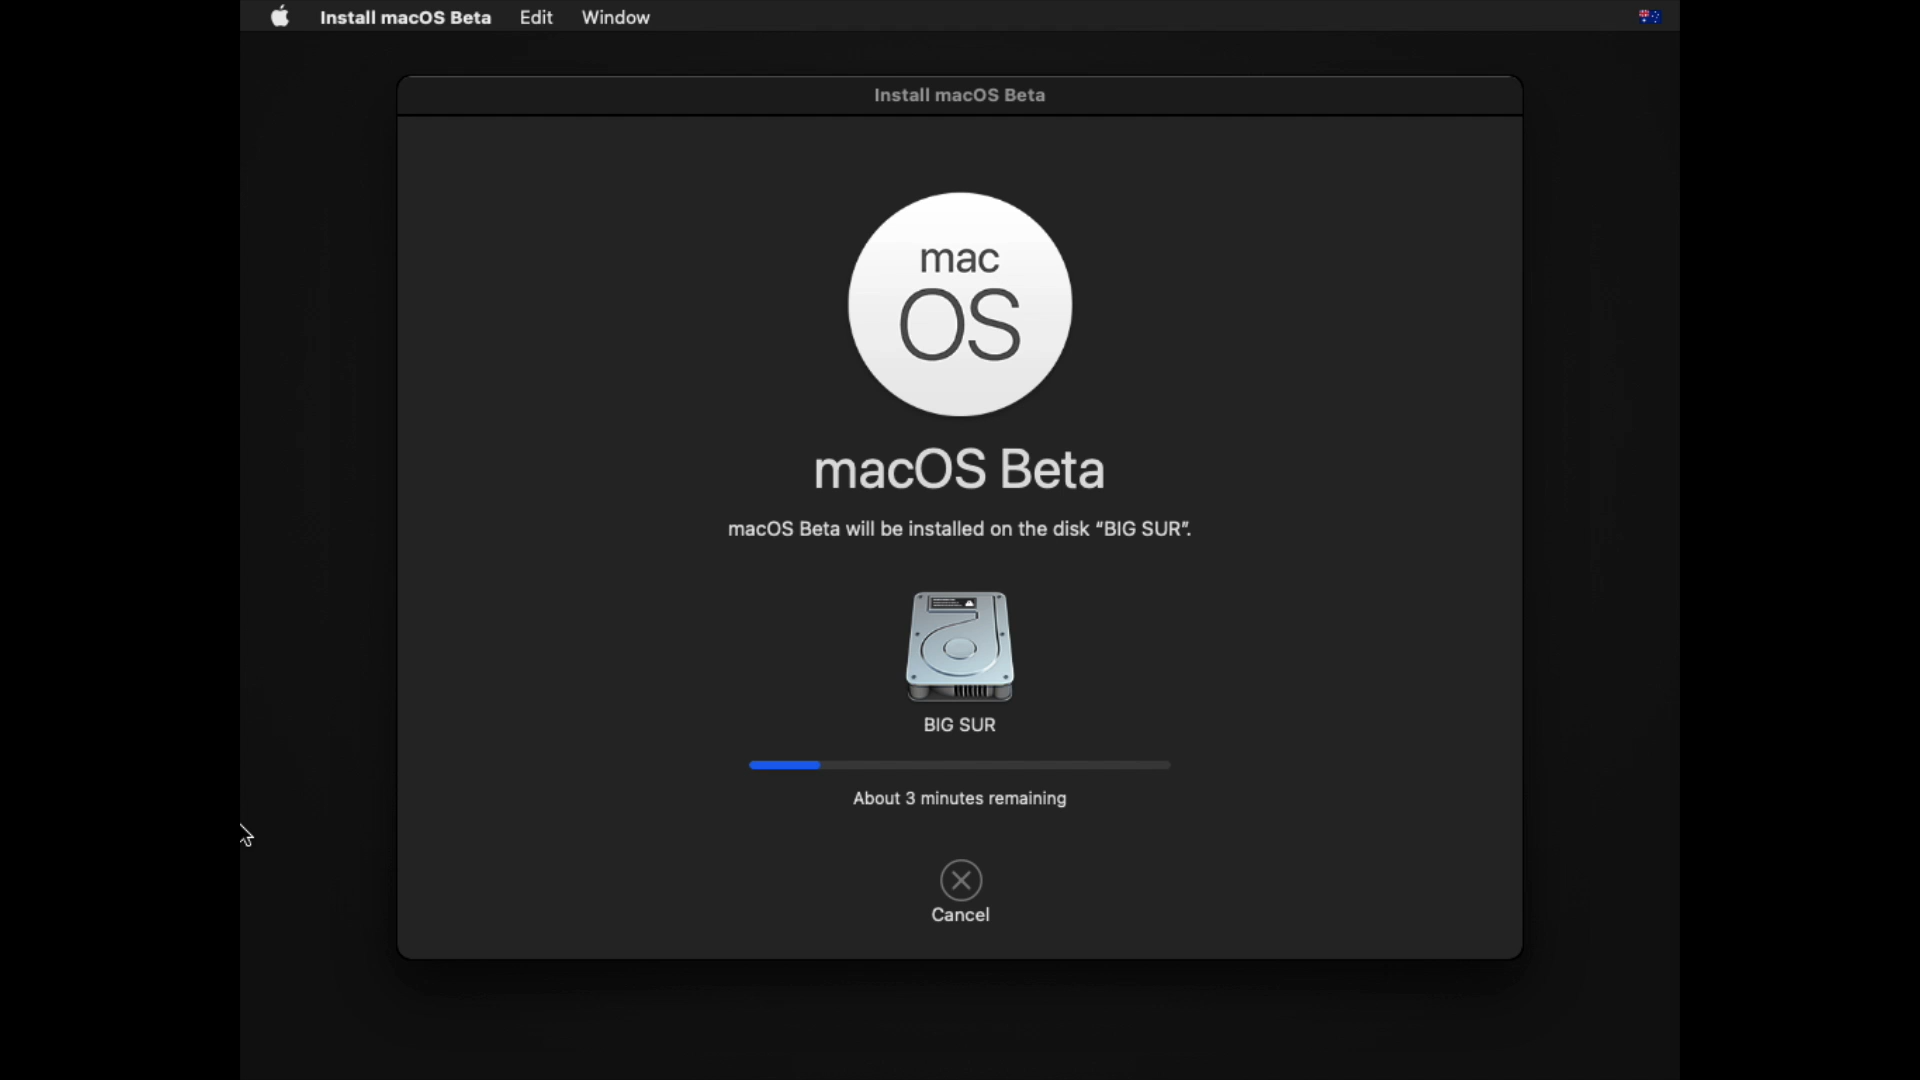 Install macOS Beta Edit Window
Install macOS Beta
mac
OS
macOS Beta
macOS Beta will be installed on the disk “BIG SUR”.
BIG SUR
About 3 minutes remaining
Cancel